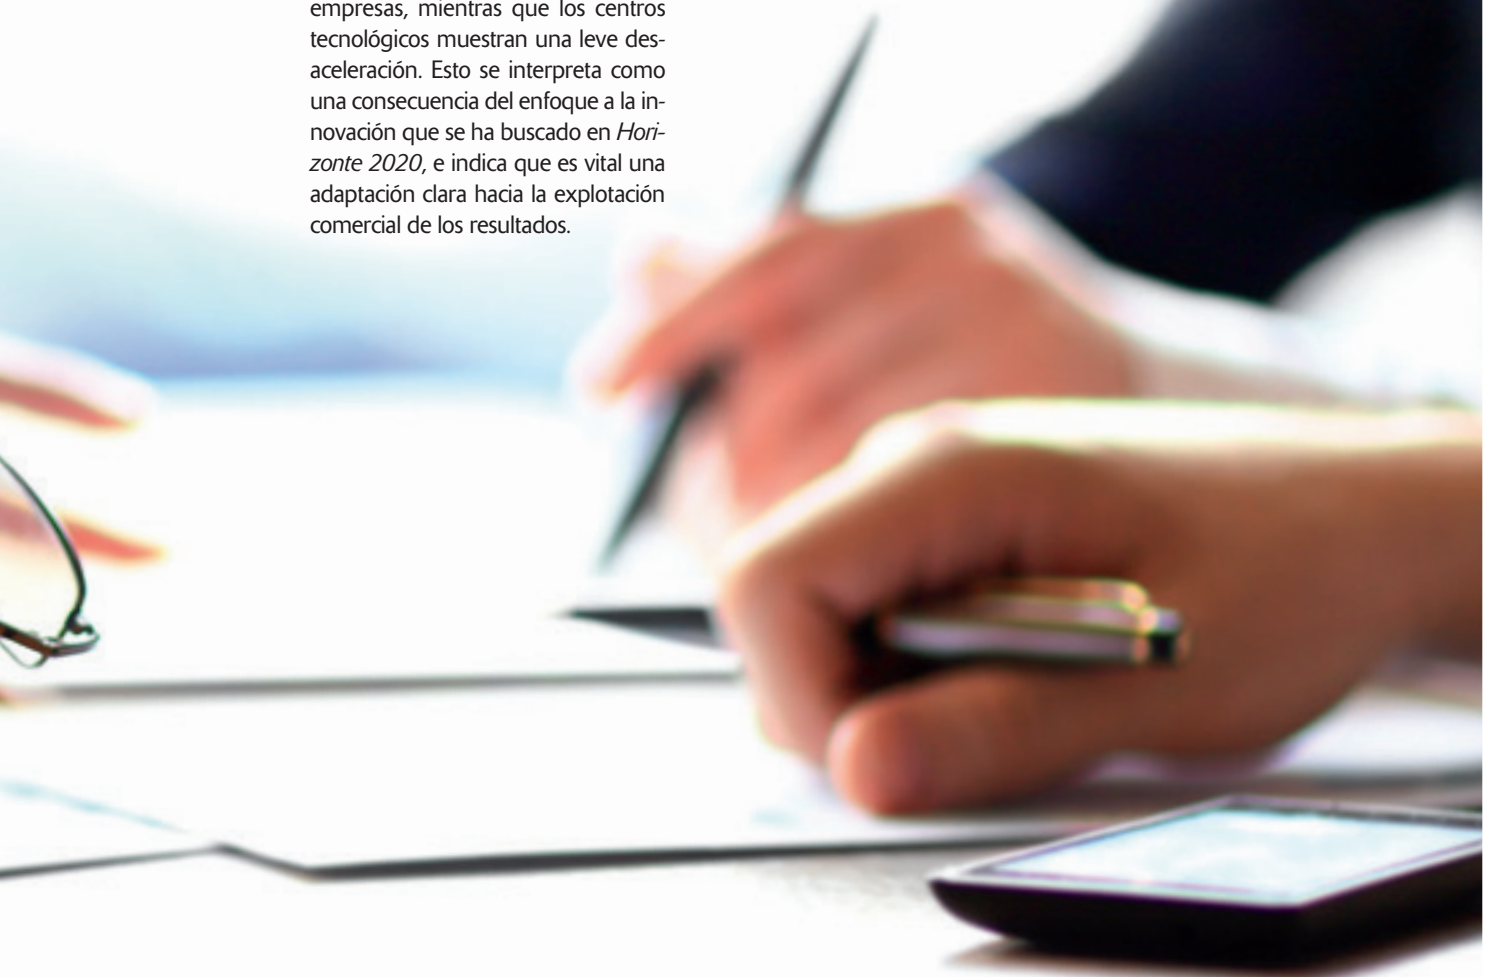 empresas, mientras que los centros
tecnológicos muestran una leve des-
aceleración. Esto se interpreta como
una consecuencia del enfoque a la in-
novación que se ha buscado en Hori-
zonte 2020, e indica que es vital una
adaptación clara hacia la explotación
comercial de los resultados.